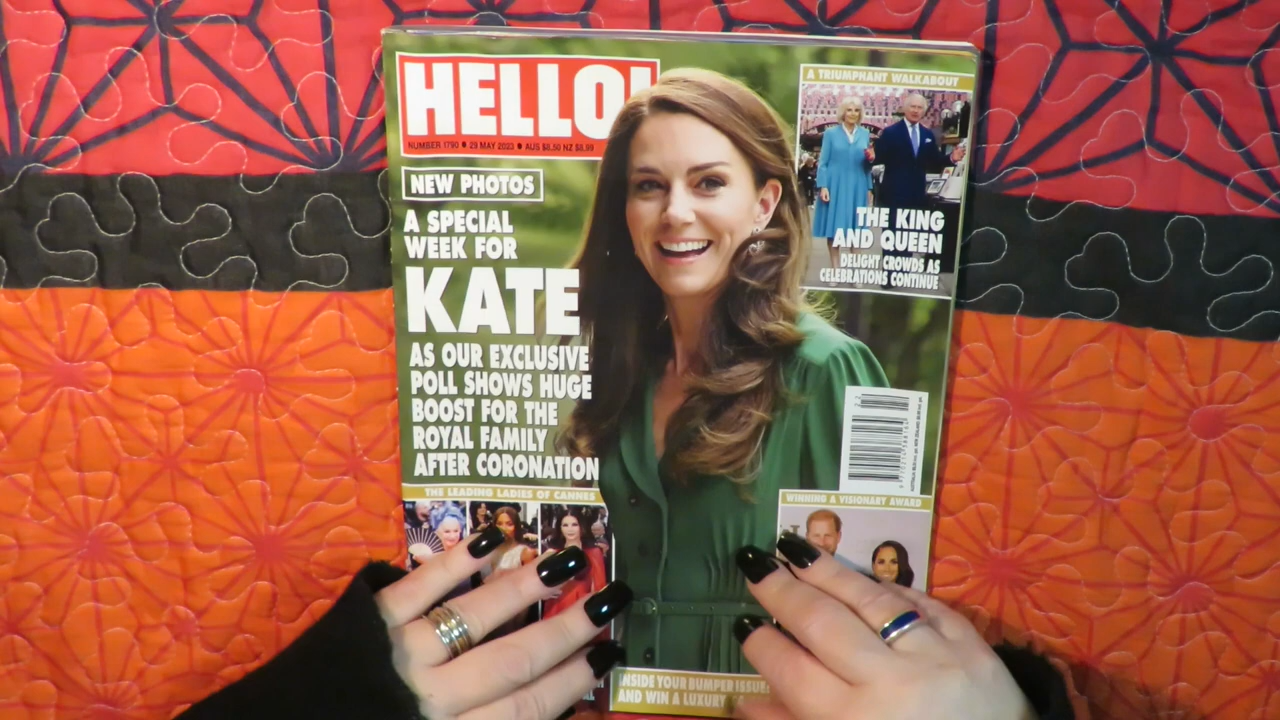 HELLO!
NUMBER 1790 • 29 MAY 2023 • AUS $8.50 NZ $8.99
NEW PHOTOS
A SPECIAL
WEEK FOR
KATE
AS OUR EXCLUSIVE
POLL SHOWS HUGE
BOOST FOR THE
ROYAL FAMILY
AFTER CORONATION
THE LEADING LADIES OF CANNES
A TRIUMPHANT WALKABOUT
THE KING
AND QUEEN
DELIGHT CROWDS AS
CELEBRATIONS CONTINUE
WINNING A VISIONARY AWARD
INSIDE YOUR BUMPER ISSUE:
AND WIN A LUXURY